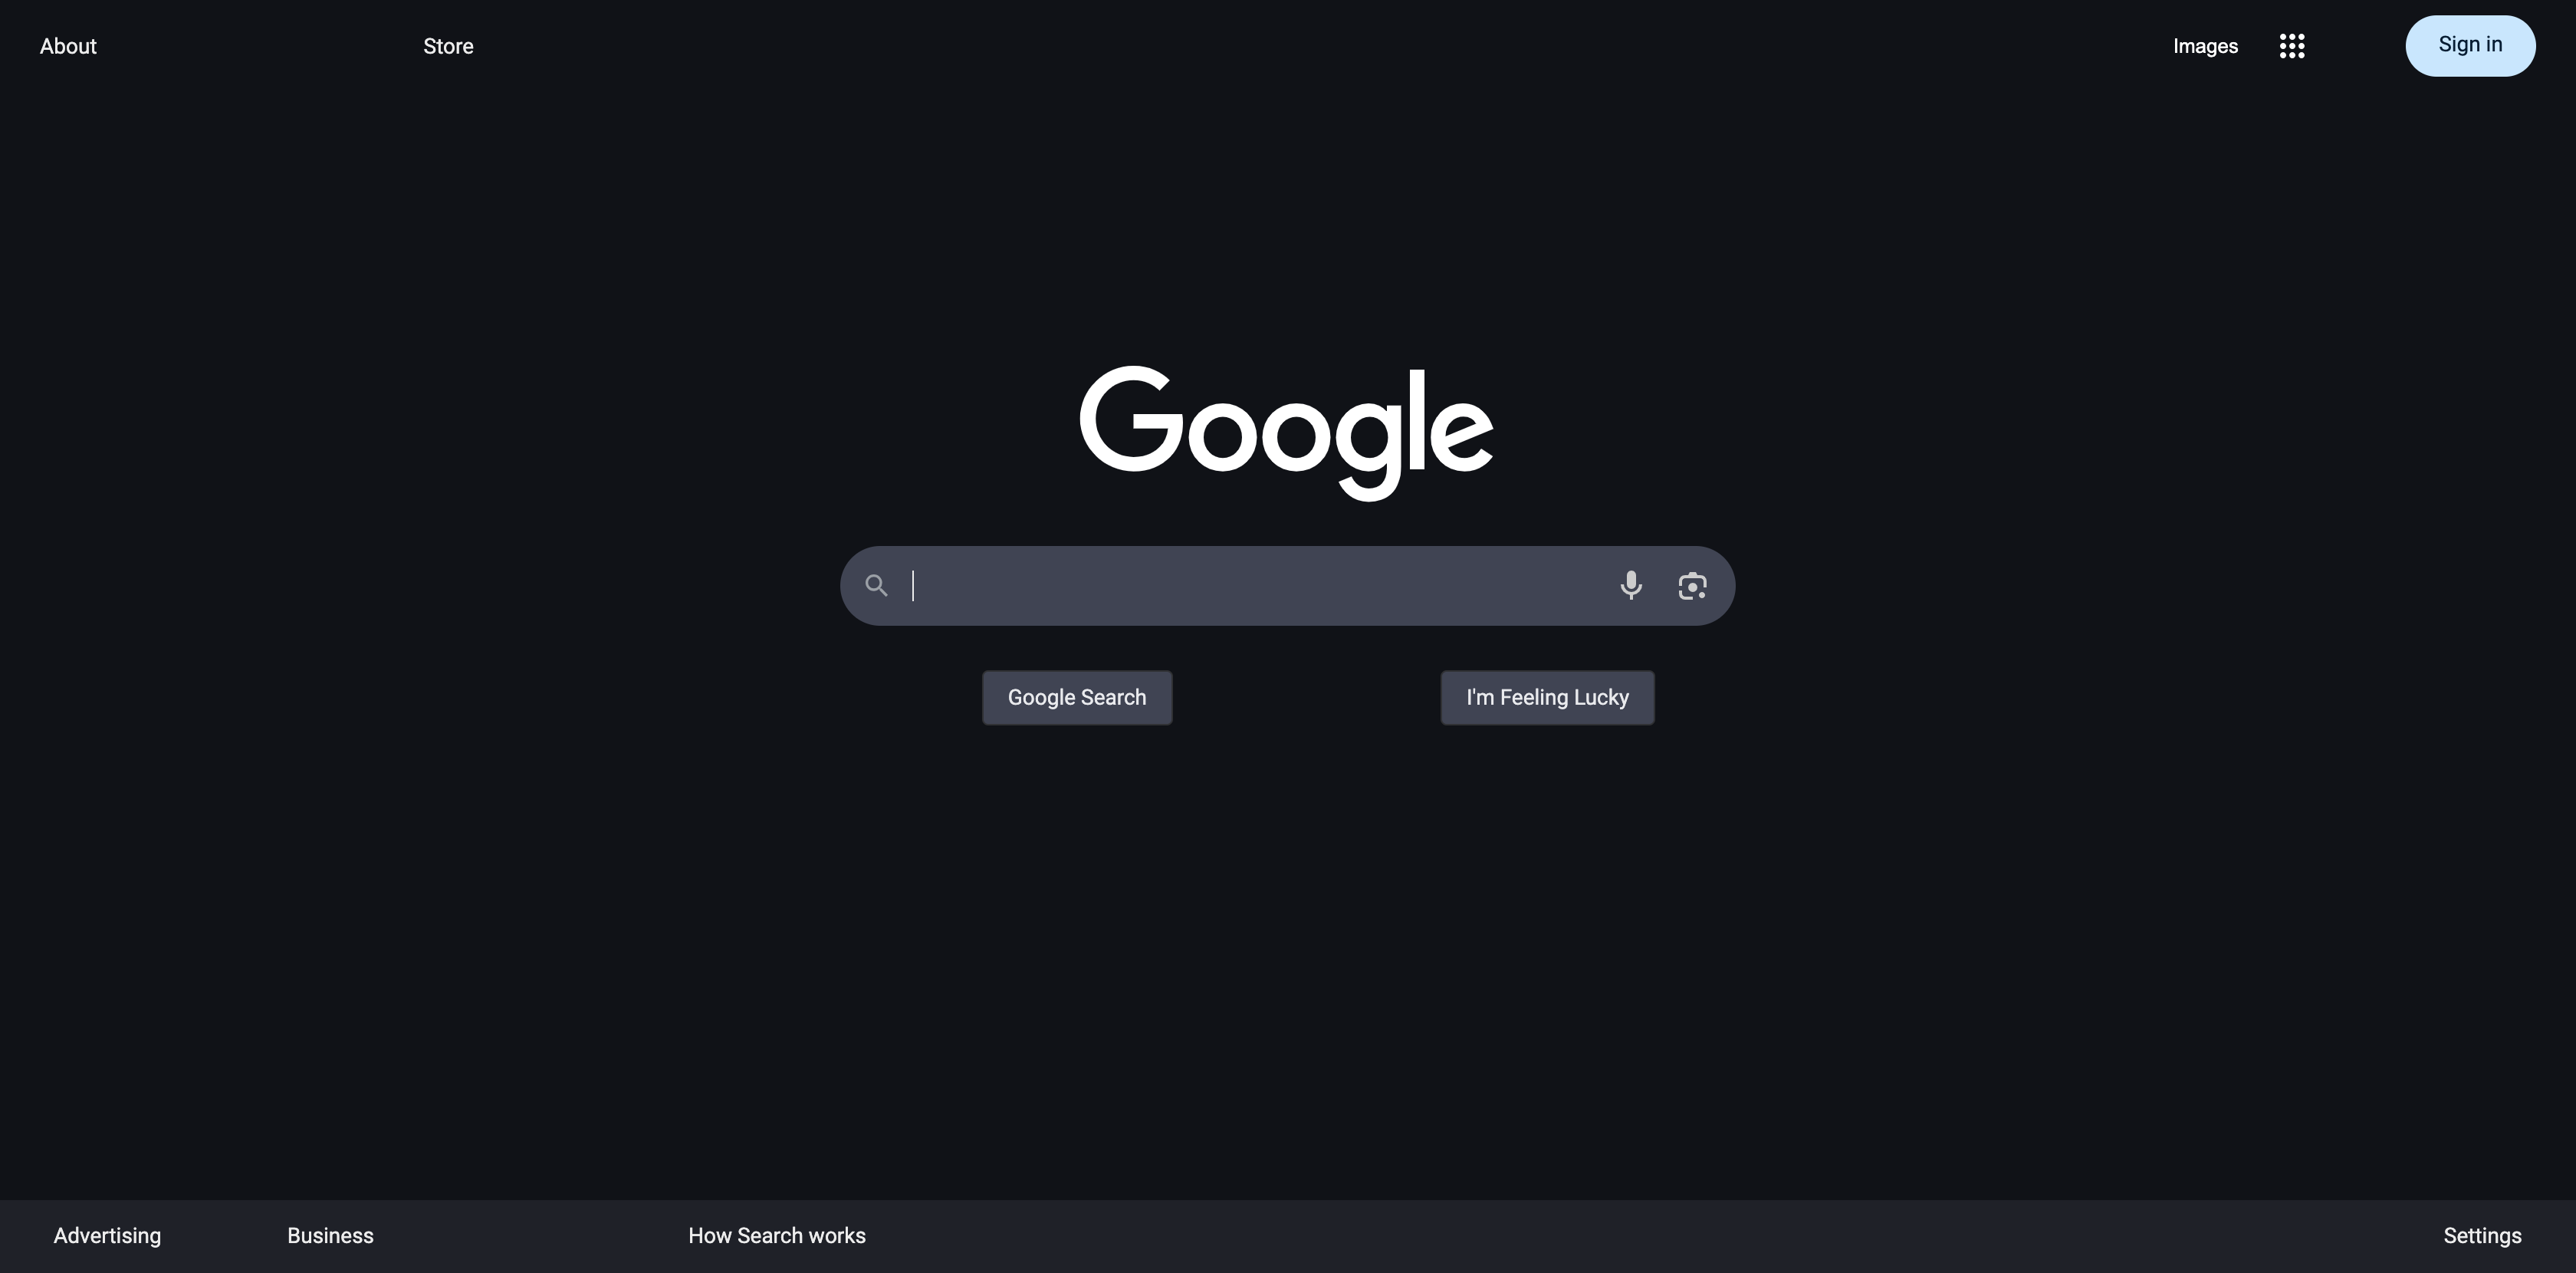 About Store Images Sign in
Google
Google Search I'm Feeling Lucky
Advertising Business How Search works Settings